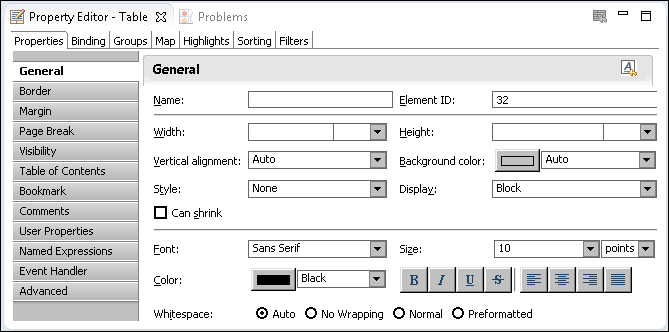 Property Editor - Table Problems
Properties Binding Groups Map Highlights Sorting Filters
General
Border
Margin
Page Break
Visibility
Table of Contents
Bookmark
Comments
User Properties
Named Expressions
Event Handler
Advanced
General
Name: Element ID: 32
Width: Height:
Vertical alignment: Auto Background color: Auto
Style: None Display: Block
Can shrink
Font: Sans Serif Size: 10 points
Color: Black B I U S
Whitespace: Auto No Wrapping Normal Preformatted